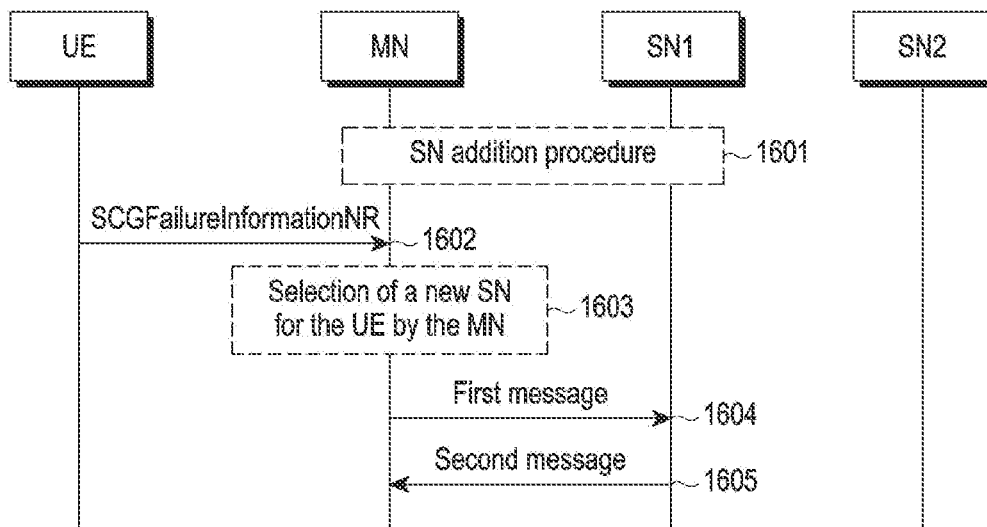 UE MN SN1 SN2
SN addition procedure 1601
SCGFailureInformationNR
1602
Selection of a new SN
for the UE by the MN 1603
First message
1604
Second message
1605